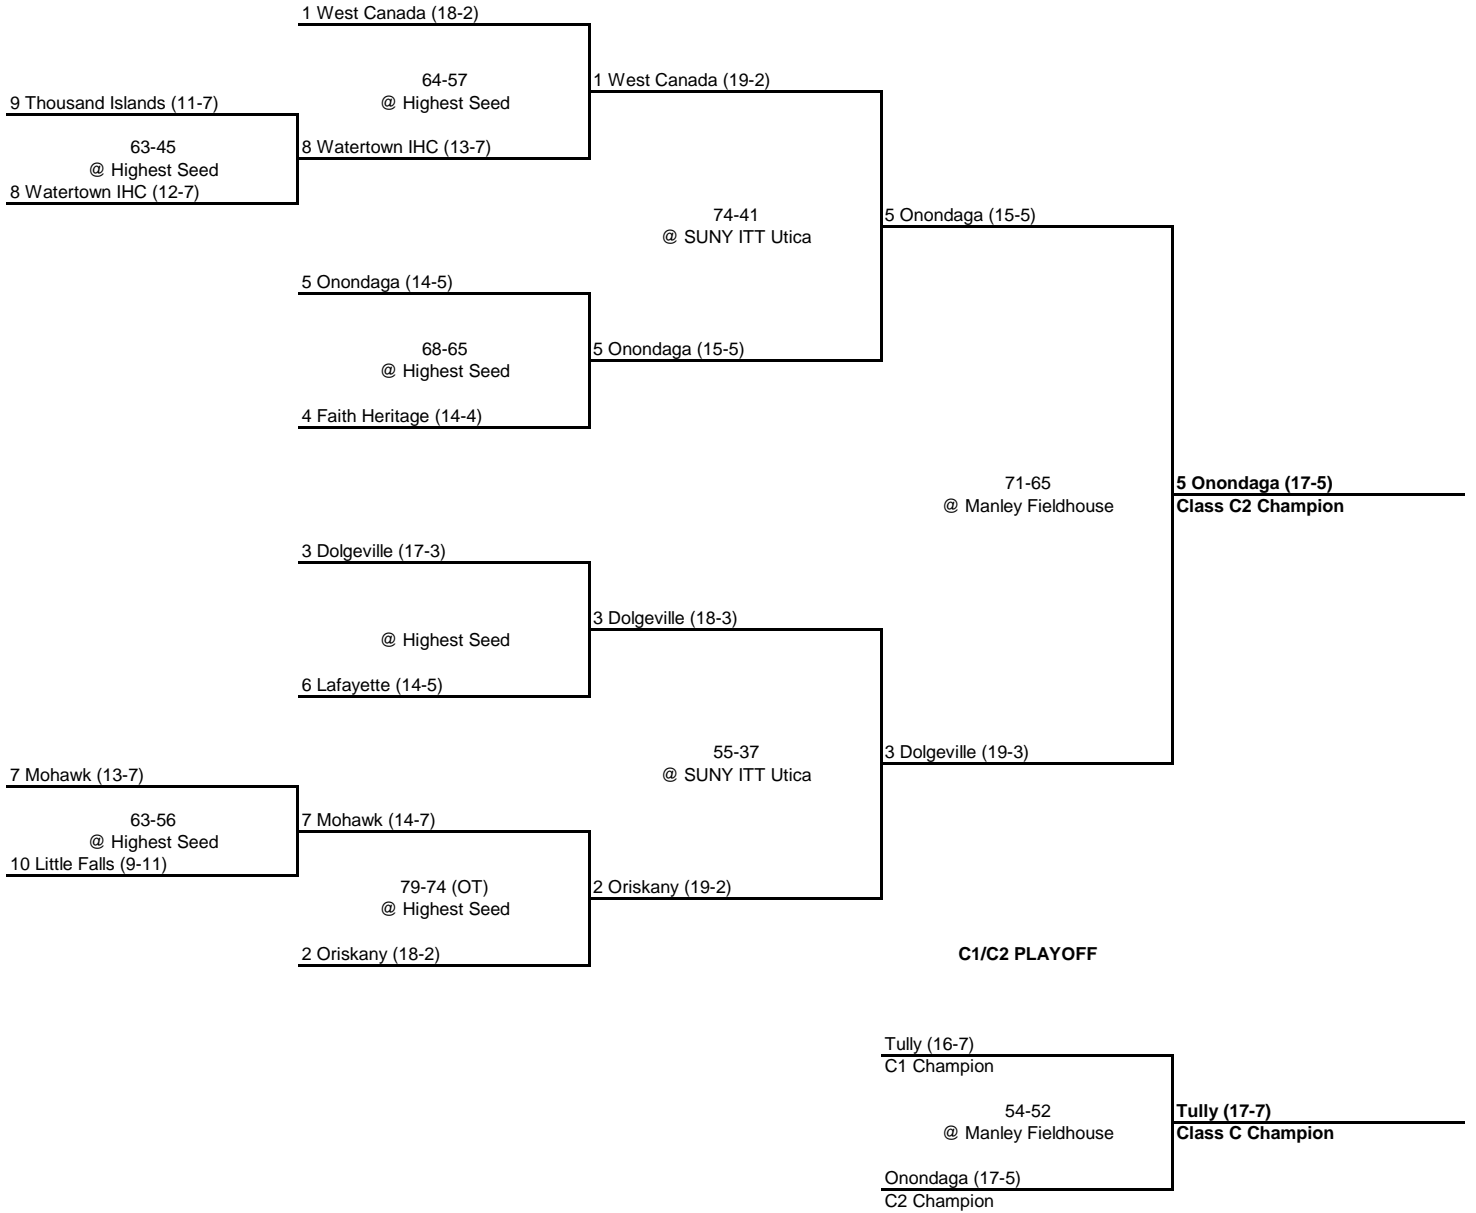 1 West Canada (18-2)
64-57
@ Highest Seed
1 West Canada (19-2)
9 Thousand Islands (11-7)
63-45
@ Highest Seed
8 Watertown IHC (13-7)
8 Watertown IHC (12-7)
74-41
@ SUNY ITT Utica
5 Onondaga (15-5)
5 Onondaga (14-5)
68-65
@ Highest Seed
5 Onondaga (15-5)
4 Faith Heritage (14-4)
71-65
@ Manley Fieldhouse
5 Onondaga (17-5)
Class C2 Champion
3 Dolgeville (17-3)
3 Dolgeville (18-3)
@ Highest Seed
6 Lafayette (14-5)
55-37
@ SUNY ITT Utica
3 Dolgeville (19-3)
7 Mohawk (13-7)
63-56
@ Highest Seed
7 Mohawk (14-7)
10 Little Falls (9-11)
79-74 (OT)
@ Highest Seed
2 Oriskany (19-2)
2 Oriskany (18-2)
C1/C2 PLAYOFF
Tully (16-7)
C1 Champion
54-52
@ Manley Fieldhouse
Tully (17-7)
Class C Champion
Onondaga (17-5)
C2 Champion